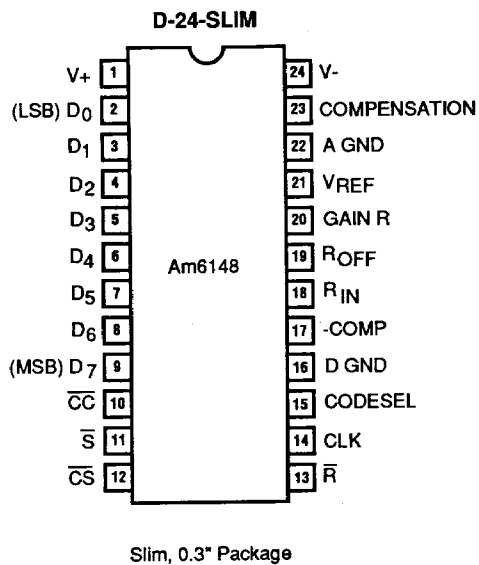 D-24-SLIM
V+ 1 24 V-
(LSB) D0 2 23 COMPENSATION
D1 3 22 A GND
D2 4 21 VREF
D3 5 20 GAIN R
D4 6 19 ROFF
Am6148
D5 7 18 RIN
D6 8 17 -COMP
(MSB) D7 9 16 D GND
C̅C̅ 10 15 CODESEL
S̅ 11 14 CLK
C̅S̅ 12 13 R̅
Slim, 0.3" Package